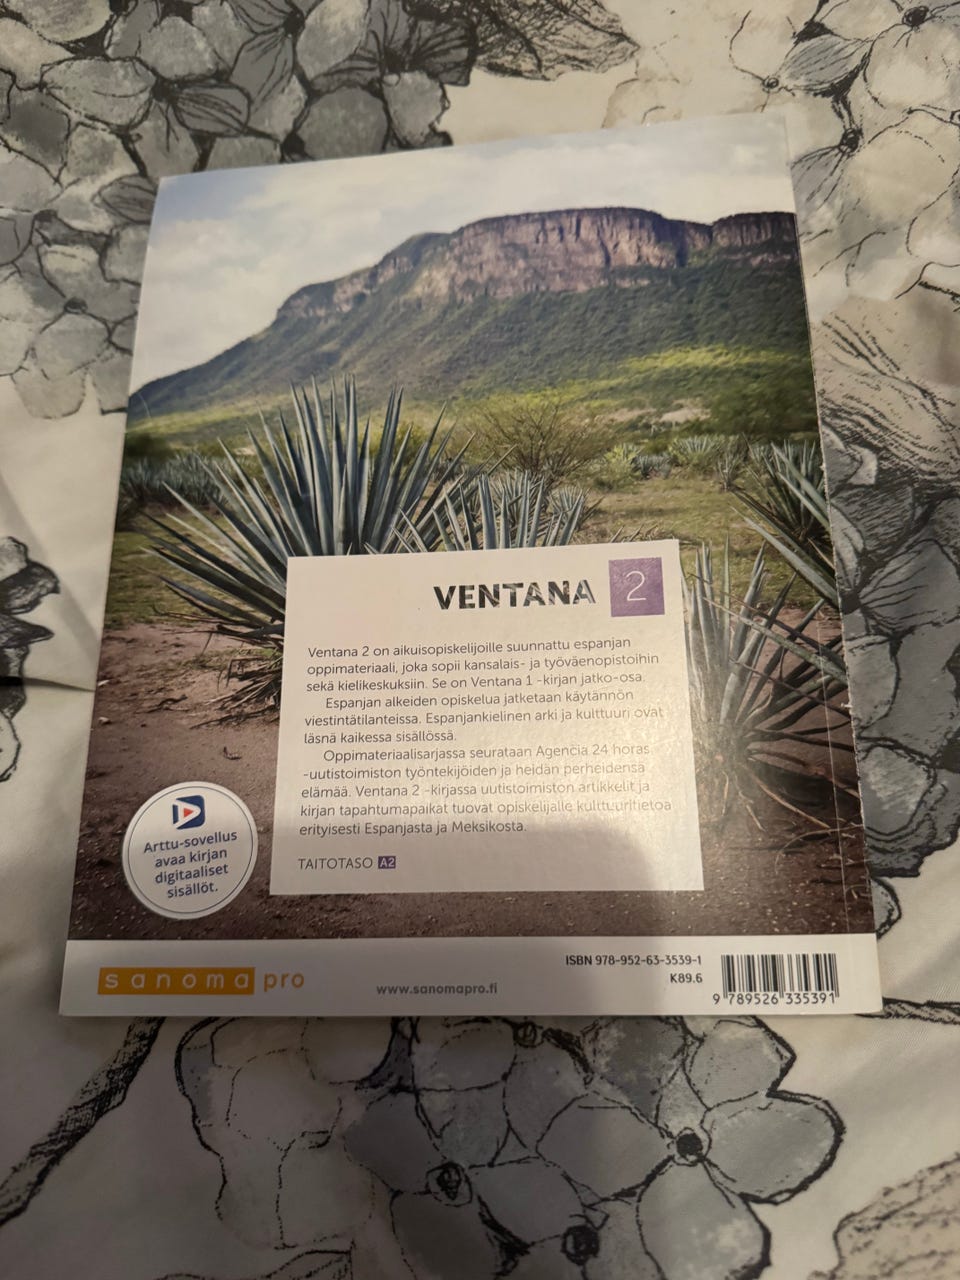 VENTANA 2
Ventana 2 on aikuisopiskelijoille suunnattu espanjan
oppimateriaali, joka sopii kansalais- ja työväenopistoihin
sekä kielikeskuksiin. Se on Ventana 1 -kirjan jatko-osa.
Espanjan alkeiden opiskelua jatketaan käytännön
viestintätilanteissa. Espanjankielinen arki ja kulttuuri ovat
läsnä kaikessa sisällössä.
Oppimateriaalisarjassa seurataan Agencia 24 horas
-uutistoimiston työntekijöiden ja heidän perheidensä
elämää. Ventana 2 -kirjassa uutistoimiston artikkelit ja
kirjan tapahtumapaikat tuovat opiskelijalle kulttuuritietoa
erityisesti Espanjasta ja Meksikosta.
TAITOTASO A2
Arttu-sovellus
avaa kirjan
digitaaliset
sisällöt.
sanoma pro
www.sanomapro.fi
ISBN 978-952-63-3539-1
K89.6
9 789526 335391